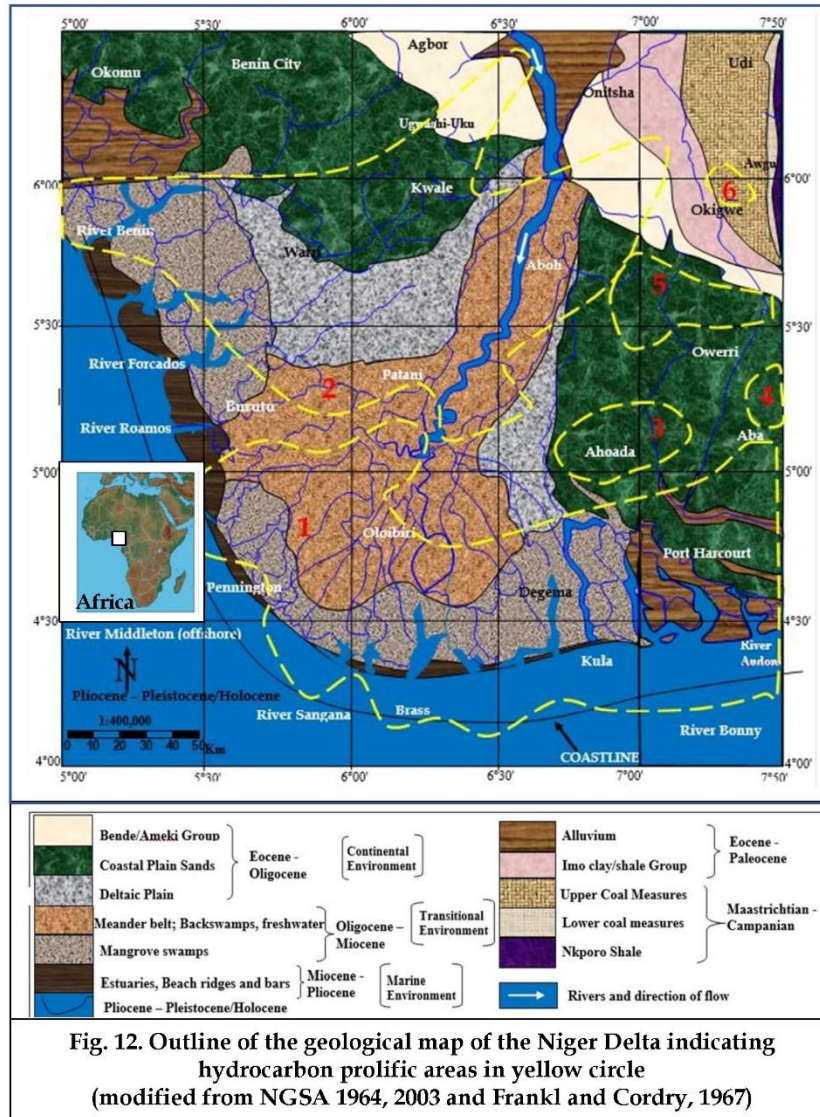 5°00'
5°30'
6°00'
6°30'
7°00'
7°50'
Agbor
Okomu
Benin City
Udi
Onitsha
Ugwashi-Uku
Awgu
6°00'
Kwale
6
6°00'
Okigwe
River Benin
Warri
Aboh
5
5°30'
5°30'
Owerri
River Forcados
2
Patani
4
Burutu
River Roamos
3
Aba
Ahoada
5°00'
5°00'
1
Oloibiri
Port Harcourt
Pennington
Degema
Africa
4°30'
4°30'
River Middleton (offshore)
Kula
River
Audon
N
Pliocene – Pleistocene/Holocene
River Sangana
Brass
River Bonny
1:400,000
0 10 20 30 40 50
Km
COASTLINE
4°00'
4°00'
5°00'
5°30'
6°00'
6°30'
7°00'
7°50'
Bende/Ameki Group
Coastal Plain Sands
Deltaic Plain
Eocene -
Oligocene
Continental
Environment
Meander belt; Backswamps, freshwater
Mangrove swamps
Oligocene –
Miocene
Transitional
Environment
Estuaries, Beach ridges and bars
Miocene -
Pliocene
Marine
Environment
Pliocene – Pleistocene/Holocene
Alluvium
Imo clay/shale Group
Eocene -
Paleocene
Upper Coal Measures
Lower coal measures
Nkporo Shale
Maastrichtian -
Campanian
Rivers and direction of flow
Fig. 12. Outline of the geological map of the Niger Delta indicating
hydrocarbon prolific areas in yellow circle
(modified from NGSA 1964, 2003 and Frankl and Cordry, 1967)